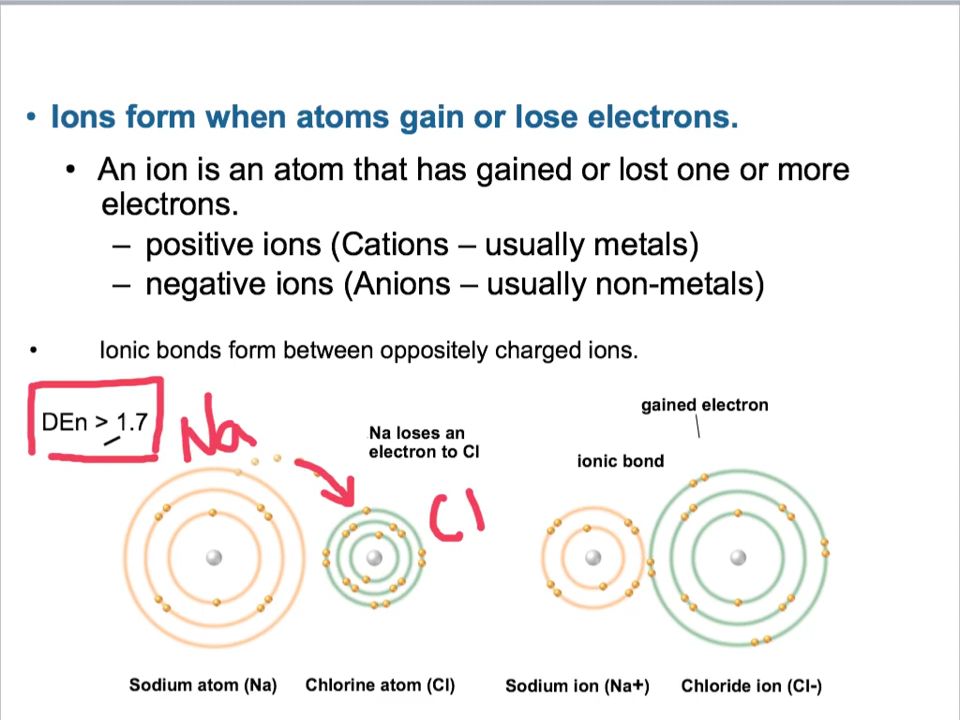 • Ions form when atoms gain or lose electrons.
• An ion is an atom that has gained or lost one or more
electrons.
– positive ions (Cations – usually metals)
– negative ions (Anions – usually non-metals)
• Ionic bonds form between oppositely charged ions.
DEn > 1.7
Na
Na loses an
electron to Cl
Cl
gained electron
ionic bond
Sodium atom (Na)
Chlorine atom (Cl)
Sodium ion (Na+)
Chloride ion (Cl-)